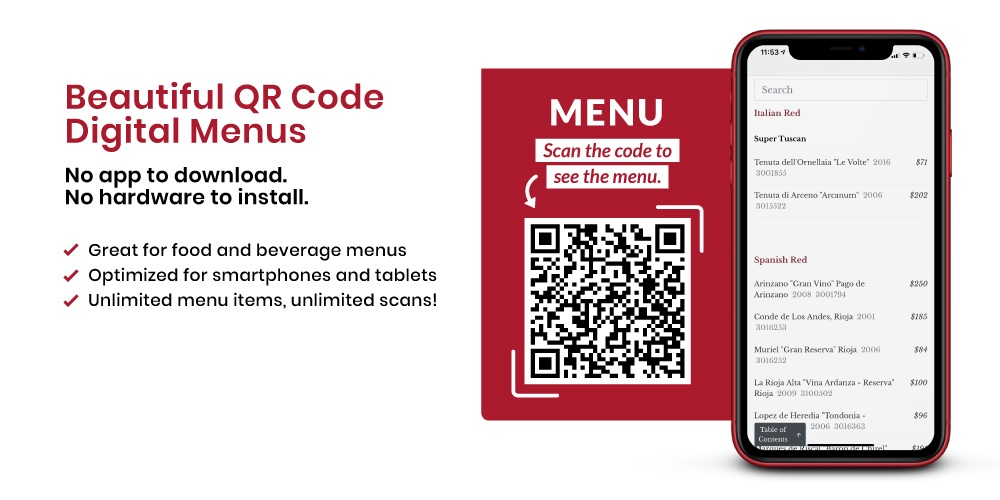 Beautiful QR Code
Digital Menus
No app to download.
No hardware to install.
Great for food and beverage menus
Optimized for smartphones and tablets
Unlimited menu items, unlimited scans!
MENU
Scan the code to
see the menu.
11:53
Search
Italian Red
Super Tuscan
Tenuta dell'Ornellaia "Le Volte" 2016 $71
3001855
Tenuta di Arceno "Arcanum" 2006 $202
3015522
Spanish Red
Arinzano "Gran Vino" Pago de $250
Arinzano 2008 3001794
Conde de Los Andes, Rioja 2001 $185
3016253
Muriel "Gran Reserva" Rioja 2006 $84
3016252
La Rioja Alta "Vina Ardanza - Reserva" $100
Rioja 2009 3100502
Lopez de Heredia "Tondonia - $96
2006 3016363
Table of
Contents